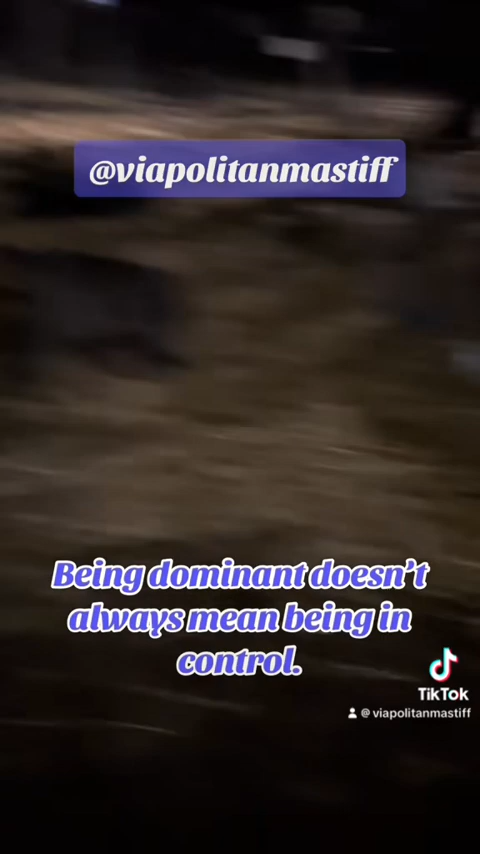 @viapolitanmastiff
Being dominant doesn't
always mean being in
control.
TikTok
@ viapolitanmastiff